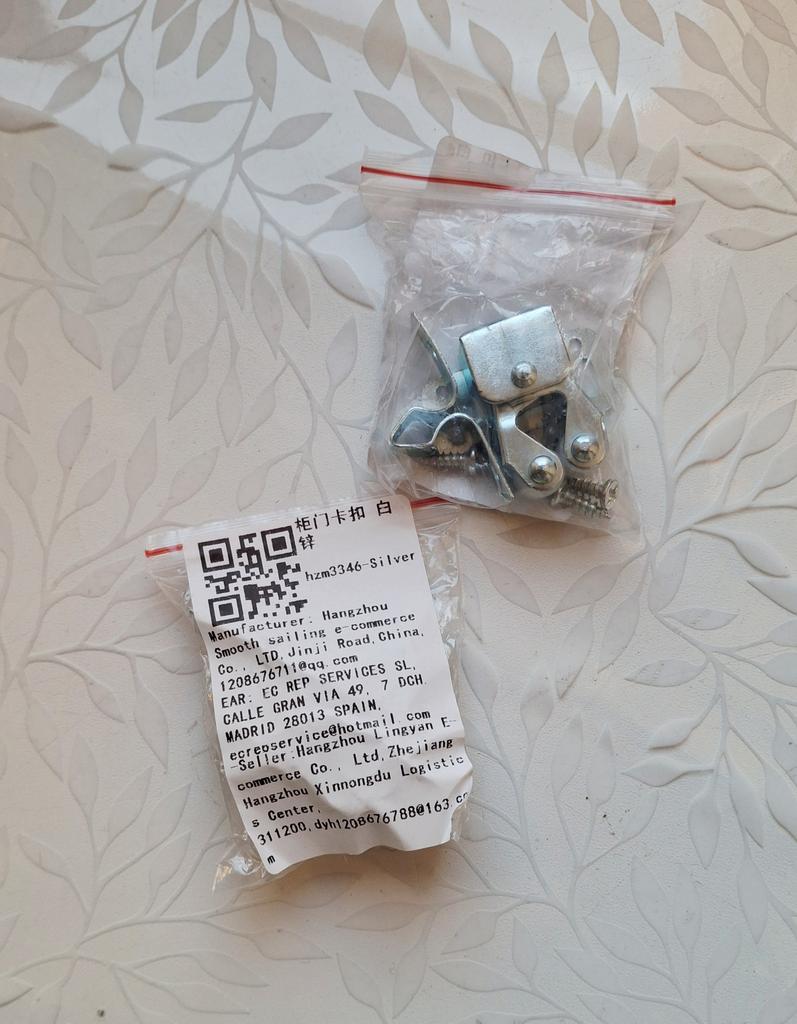 柜门卡扣 白
锌
hzm3346-Silver
Manufacturer: Hangzhou
Smooth sailing e-commerce
Co., LTD,Jinji Road,China,
1208676711@qq.com
EAR: EC REP SERVICES SL,
CALLE GRAN VIA 49, 7 DCH.
MADRID 28013 SPAIN,
ecrepservice@hotmail.com
-Seller:Hangzhou Lingyan E-
commerce Co., Ltd,Zhejiang
Hangzhou Xinnongdu Logistic
s Center,
311200,dyh1208676788@163.co
m